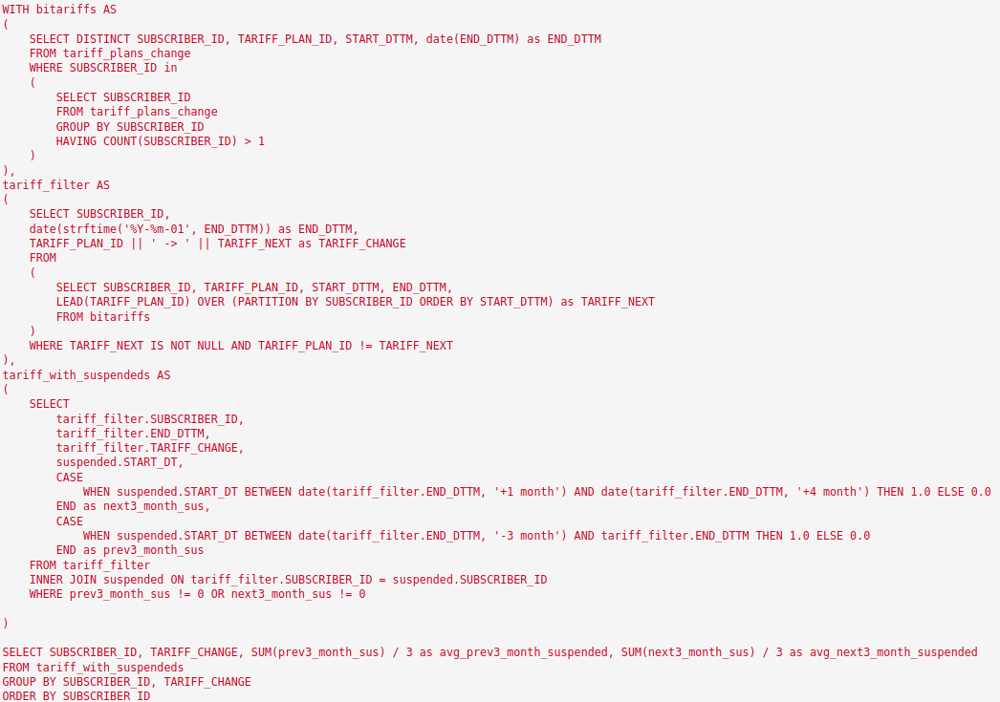 WITH bitariffs AS
(
    SELECT DISTINCT SUBSCRIBER_ID, TARIFF_PLAN_ID, START_DTTM, date(END_DTTM) as END_DTTM
    FROM tariff_plans_change
    WHERE SUBSCRIBER_ID in
    (
        SELECT SUBSCRIBER_ID
        FROM tariff_plans_change
        GROUP BY SUBSCRIBER_ID
        HAVING COUNT(SUBSCRIBER_ID) > 1
    )
),
tariff_filter AS
(
    SELECT SUBSCRIBER_ID,
    date(strftime('%Y-%m-01', END_DTTM)) as END_DTTM,
    TARIFF_PLAN_ID || ' -> ' || TARIFF_NEXT as TARIFF_CHANGE
    FROM
    (
        SELECT SUBSCRIBER_ID, TARIFF_PLAN_ID, START_DTTM, END_DTTM,
        LEAD(TARIFF_PLAN_ID) OVER (PARTITION BY SUBSCRIBER_ID ORDER BY START_DTTM) as TARIFF_NEXT
        FROM bitariffs
    )
    WHERE TARIFF_NEXT IS NOT NULL AND TARIFF_PLAN_ID != TARIFF_NEXT
),
tariff_with_suspendeds AS
(
    SELECT
        tariff_filter.SUBSCRIBER_ID,
        tariff_filter.END_DTTM,
        tariff_filter.TARIFF_CHANGE,
        suspended.START_DT,
        CASE
            WHEN suspended.START_DT BETWEEN date(tariff_filter.END_DTTM, '+1 month') AND date(tariff_filter.END_DTTM, '+4 month') THEN 1.0 ELSE 0.0
        END as next3_month_sus,
        CASE
            WHEN suspended.START_DT BETWEEN date(tariff_filter.END_DTTM, '-3 month') AND tariff_filter.END_DTTM THEN 1.0 ELSE 0.0
        END as prev3_month_sus
    FROM tariff_filter
    INNER JOIN suspended ON tariff_filter.SUBSCRIBER_ID = suspended.SUBSCRIBER_ID
    WHERE prev3_month_sus != 0 OR next3_month_sus != 0

)

SELECT SUBSCRIBER_ID, TARIFF_CHANGE, SUM(prev3_month_sus) / 3 as avg_prev3_month_suspended, SUM(next3_month_sus) / 3 as avg_next3_month_suspended
FROM tariff_with_suspendeds
GROUP BY SUBSCRIBER_ID, TARIFF_CHANGE
ORDER BY SUBSCRIBER_ID